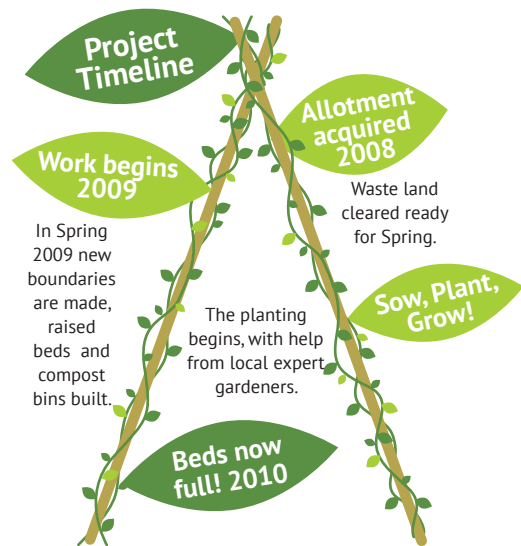 Project
Timeline
Allotment
acquired
2008
Waste land
cleared ready
for Spring.
Work begins
2009
In Spring
2009 new
boundaries
are made,
raised
beds and
compost
bins built.
Sow, Plant,
Grow!
The planting
begins, with help
from local expert
gardeners.
Beds now
full! 2010